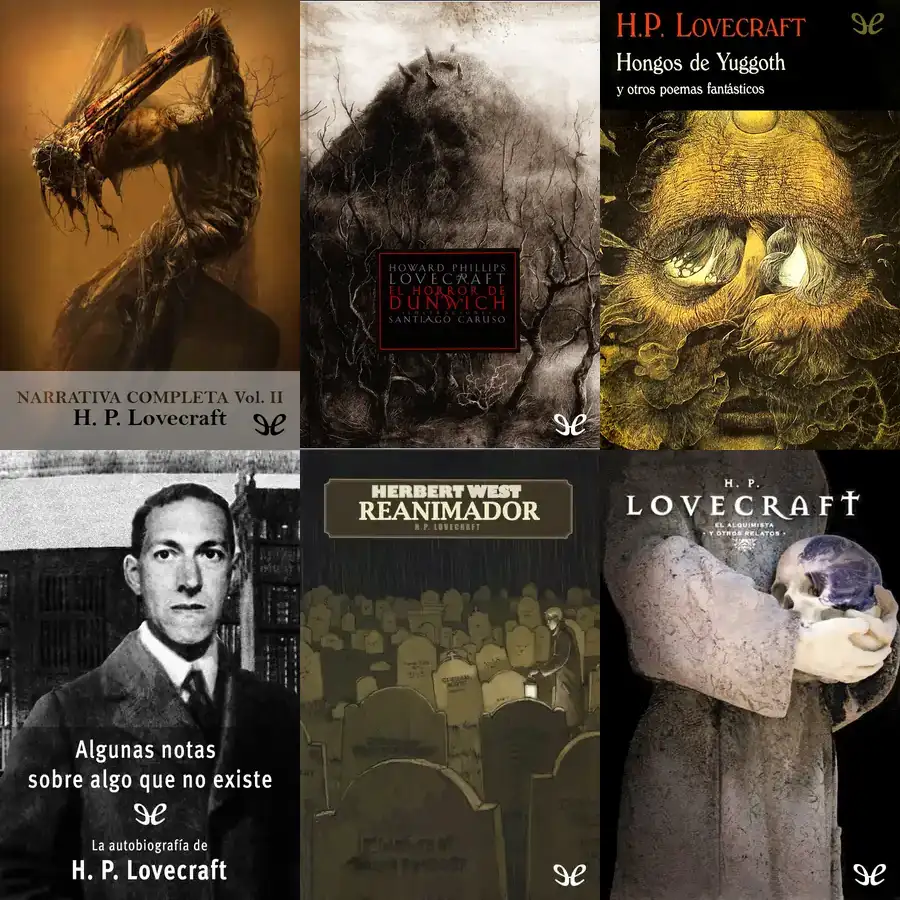 NARRATIVA COMPLETA Vol. II
H. P. Lovecraft
HOWARD PHILLIPS
LOVECRAFT
EL HORROR DE
DUNWICH
ILUSTRACIONES
SANTIAGO CARUSO
H.P. LOVECRAFT
Hongos de Yuggoth
y otros poemas fantásticos
Algunas notas
sobre algo que no existe
La autobiografía de
H. P. Lovecraft
HERBERT WEST
REANIMADOR
H.P. LOVECRAFT
H. P.
LOVECRAFT
EL ALQUIMISTA
• Y OTROS RELATOS •